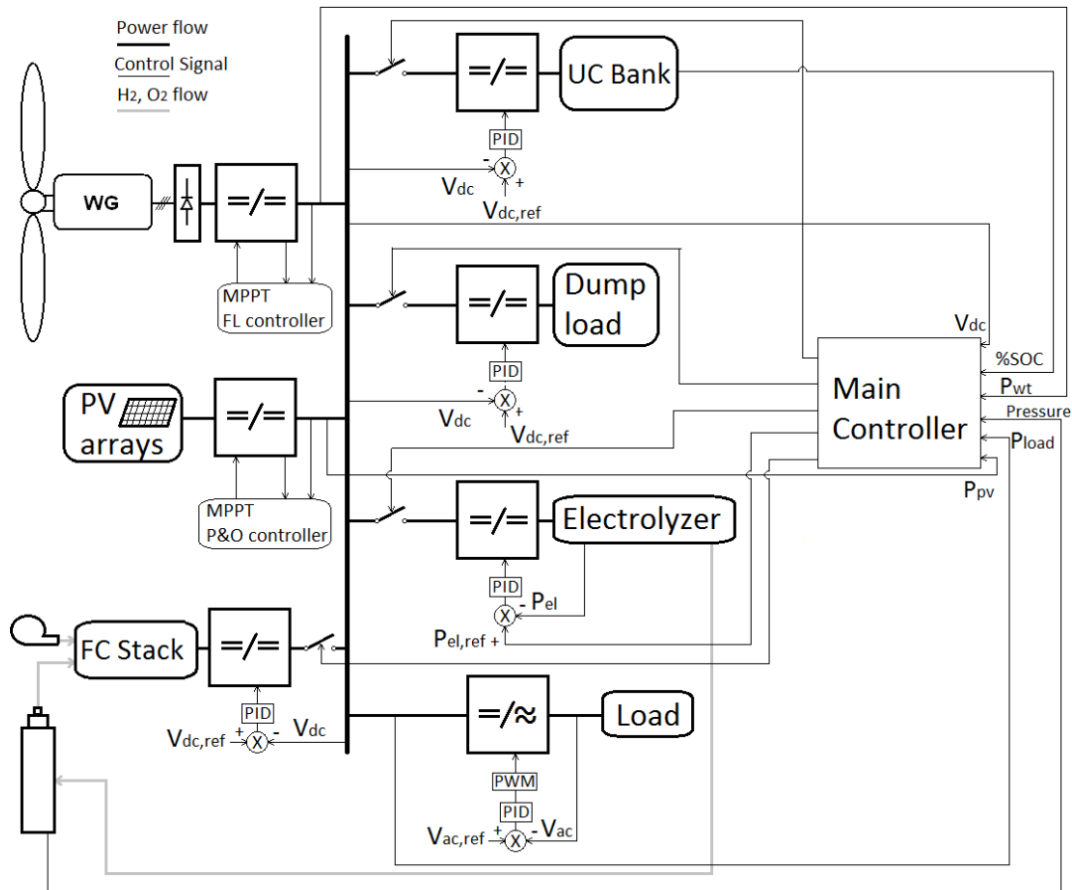 Power flow
Control Signal
H2, O2 flow
WG
=/=
MPPT
FL controller
PV
arrays
=/=
MPPT
P&O controller
FC Stack
=/=
PID
Vdc,ref
+
X
-
Vdc
=/=
UC Bank
PID
-
X
+
Vdc
Vdc,ref
=/=
Dump
load
PID
-
X
+
Vdc
Vdc,ref
=/=
Electrolyzer
PID
X
- Pel
Pel,ref +
=/≈
Load
PWM
PID
Vac,ref
+
X
- Vac
Main
Controller
Vdc
%SOC
Pwt
Pressure
Pload
Ppv